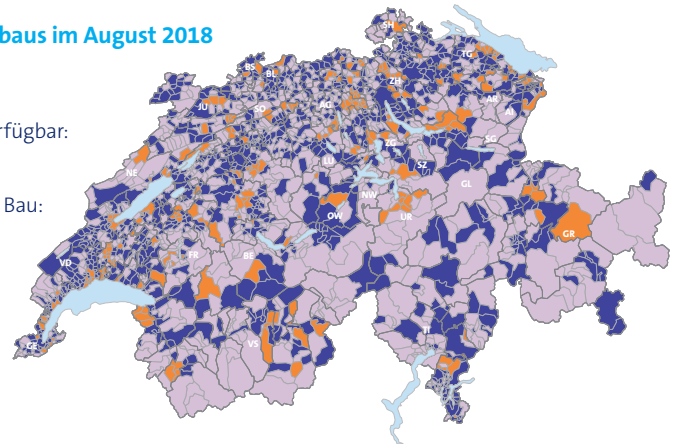 baus im August 2018
rfügbar:
Bau:
SH
TG
BS
BL
ZH
JU
SO
AG
AR
AI
ZG
SG
NE
LU
SZ
NW
GL
OW
UR
GR
VD
FR
BE
TI
GE
VS